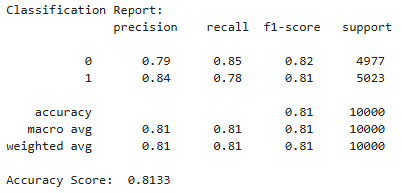 Classification Report:
precision recall f1-score support
0 0.79 0.85 0.82 4977
1 0.84 0.78 0.81 5023
accuracy 0.81 10000
macro avg 0.81 0.81 0.81 10000
weighted avg 0.81 0.81 0.81 10000
Accuracy Score: 0.8133